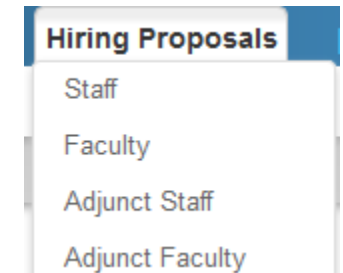 Hiring Proposals
Staff
Faculty
Adjunct Staff
Adjunct Faculty